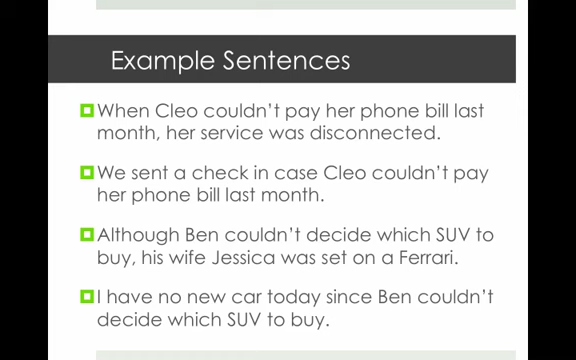 Example Sentences
When Cleo couldn't pay her phone bill last
month, her service was disconnected.
We sent a check in case Cleo couldn't pay
her phone bill last month.
Although Ben couldn't decide which SUV to
buy, his wife Jessica was set on a Ferrari.
I have no new car today since Ben couldn't
decide which SUV to buy.